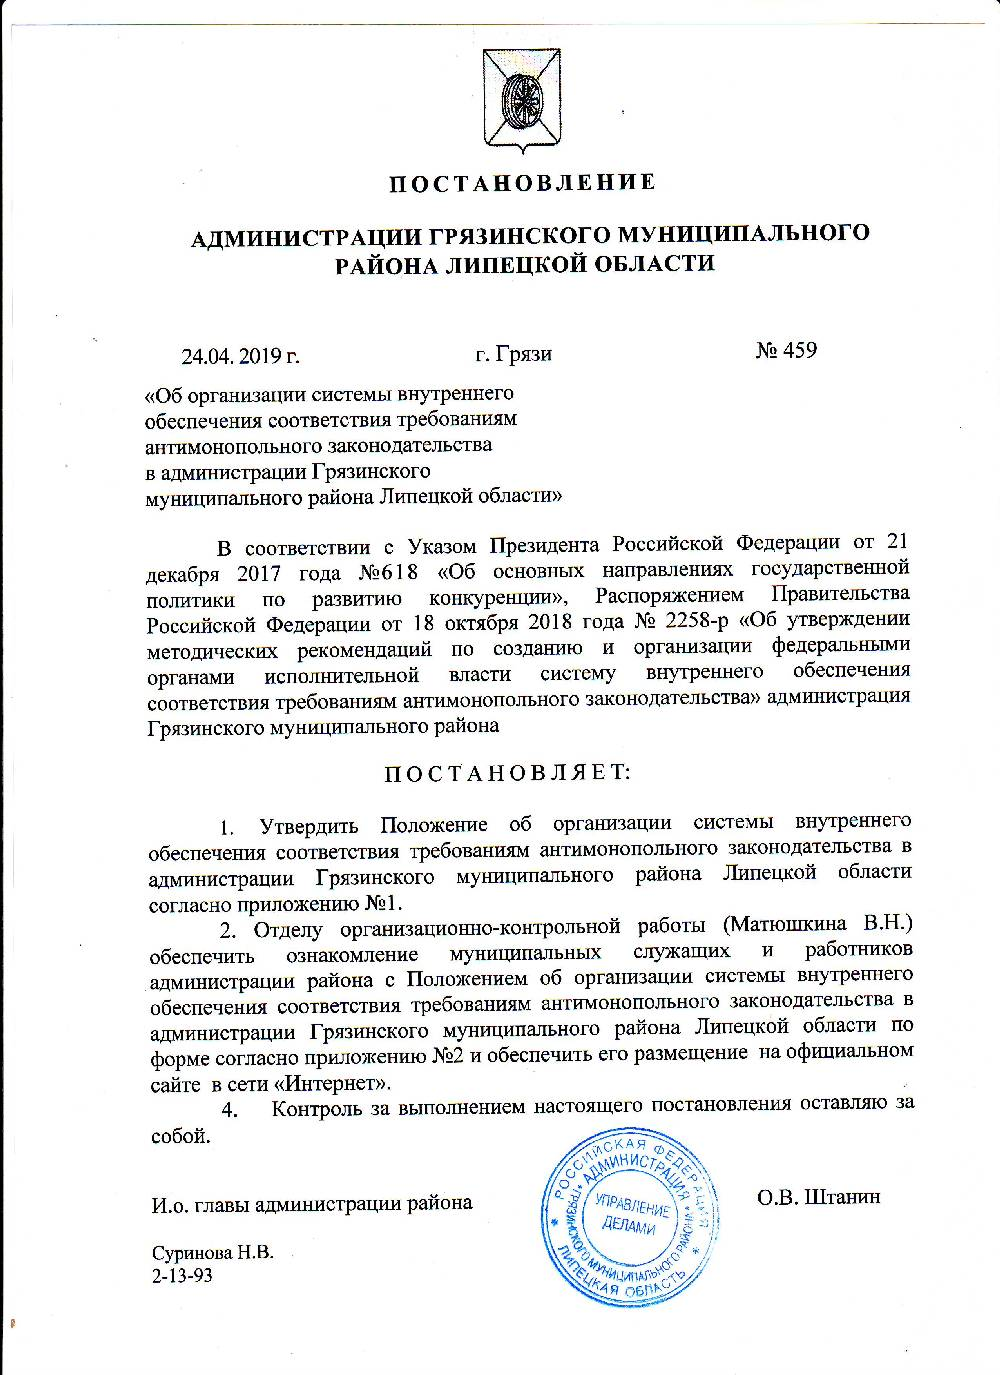 ПОСТАНОВЛЕНИЕ
АДМИНИСТРАЦИИ ГРЯЗИНСКОГО МУНИЦИПАЛЬНОГО
РАЙОНА ЛИПЕЦКОЙ ОБЛАСТИ
24.04. 2019 г. г. Грязи № 459
«Об организации системы внутреннего
обеспечения соответствия требованиям
антимонопольного законодательства
в администрации Грязинского
муниципального района Липецкой области»
В соответствии с Указом Президента Российской Федерации от 21
декабря 2017 года №618 «Об основных направлениях государственной
политики по развитию конкуренции», Распоряжением Правительства
Российской Федерации от 18 октября 2018 года № 2258-р «Об утверждении
методических рекомендаций по созданию и организации федеральными
органами исполнительной власти систему внутреннего обеспечения
соответствия требованиям антимонопольного законодательства» администрация
Грязинского муниципального района
ПОСТАНОВЛЯЕТ:
1. Утвердить Положение об организации системы внутреннего
обеспечения соответствия требованиям антимонопольного законодательства в
администрации Грязинского муниципального района Липецкой области
согласно приложению №1.
2. Отделу организационно-контрольной работы (Матюшкина В.Н.)
обеспечить ознакомление муниципальных служащих и работников
администрации района с Положением об организации системы внутреннего
обеспечения соответствия требованиям антимонопольного законодательства в
администрации Грязинского муниципального района Липецкой области по
форме согласно приложению №2 и обеспечить его размещение на официальном
сайте в сети «Интернет».
4. Контроль за выполнением настоящего постановления оставляю за
собой.
И.о. главы администрации района О.В. Штанин
Суринова Н.В.
2-13-93
РОССИЙСКАЯ ФЕДЕРАЦИЯ
* ЛИПЕЦКАЯ ОБЛАСТЬ *
* АДМИНИСТРАЦИЯ *
ГРЯЗИНСКОГО МУНИЦИПАЛЬНОГО РАЙОНА
УПРАВЛЕНИЕ
ДЕЛАМИ